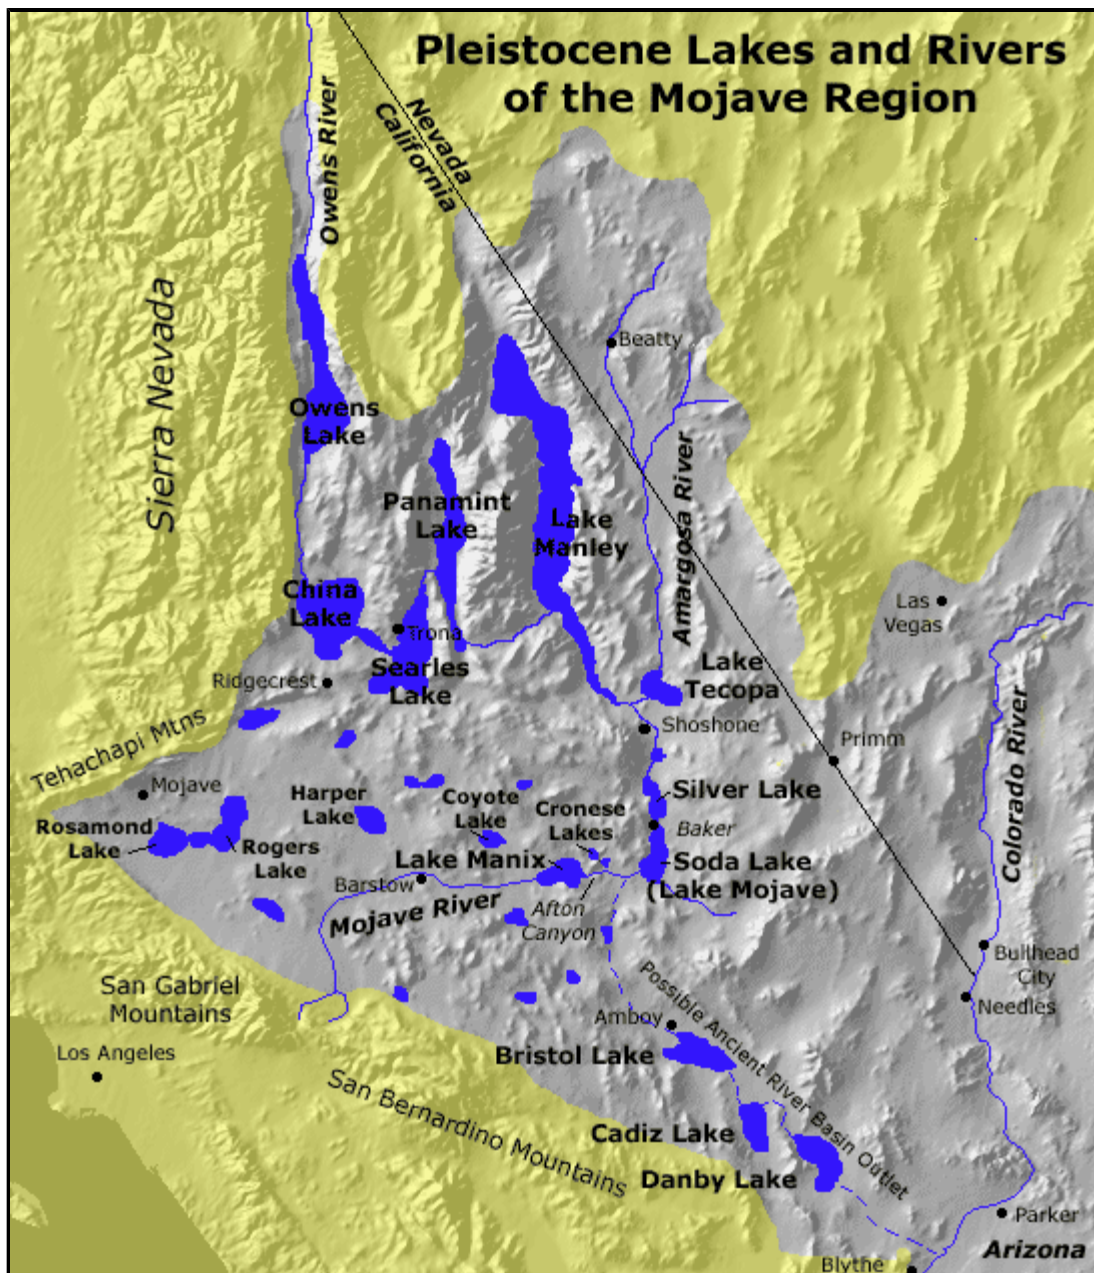 Pleistocene Lakes and Rivers
of the Mojave Region
Nevada
California
Owens River
Sierra Nevada
Beatty
Owens
Lake
Panamint
Lake
Lake
Manley
Amargosa River
China
Lake
Trona
Searles
Lake
Ridgecrest
Las
Vegas
Lake
Tecopa
Shoshone
Primm
Colorado River
Tehachapi Mtns
Mojave
Rosamond
Lake
Rogers
Lake
Harper
Lake
Coyote
Lake
Cronese
Lakes
Silver Lake
Baker
Lake Manix
Soda Lake
(Lake Mojave)
Barstow
Mojave River
Afton
Canyon
Bullhead
City
Needles
San Gabriel
Mountains
Los Angeles
San Bernardino Mountains
Amboy
Possible Ancient River Basin Outlet
Bristol Lake
Cadiz Lake
Danby Lake
Parker
Arizona
Blythe